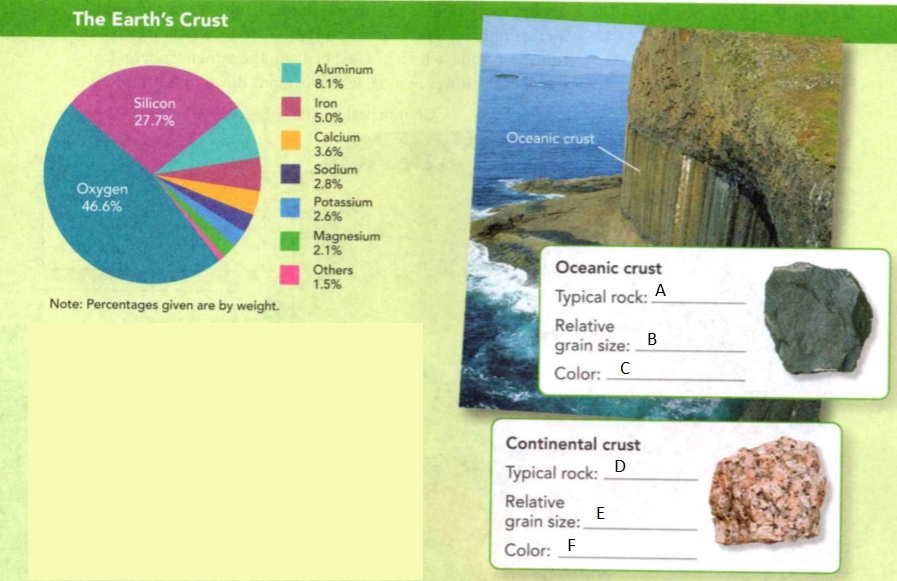 The Earth's Crust
Silicon
27.7%
Oxygen
46.6%
Aluminum
8.1%
Iron
5.0%
Calcium
3.6%
Sodium
2.8%
Potassium
2.6%
Magnesium
2.1%
Others
1.5%
Note: Percentages given are by weight.
Oceanic crust
Oceanic crust
Typical rock: A
Relative
grain size: B
Color: C
Continental crust
Typical rock: D
Relative
grain size: E
Color: F